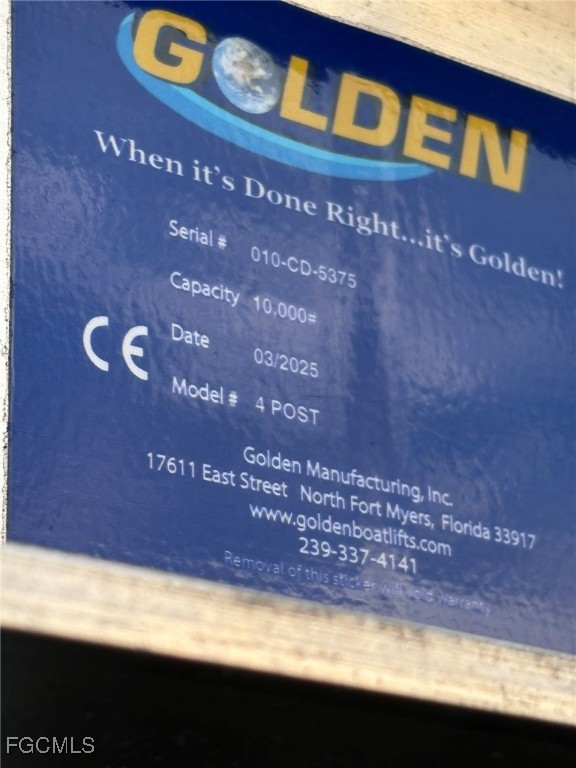 GOLDEN
When it's Done Right...it's Golden!
Serial # 010-CD-5375
Capacity 10,000#
Date 03/2025
CE
Model # 4 POST
Golden Manufacturing, Inc.
17611 East Street North Fort Myers, Florida 33917
www.goldenboatlifts.com
239-337-4141
Removal of this sticker will void warranty
FGCMLS